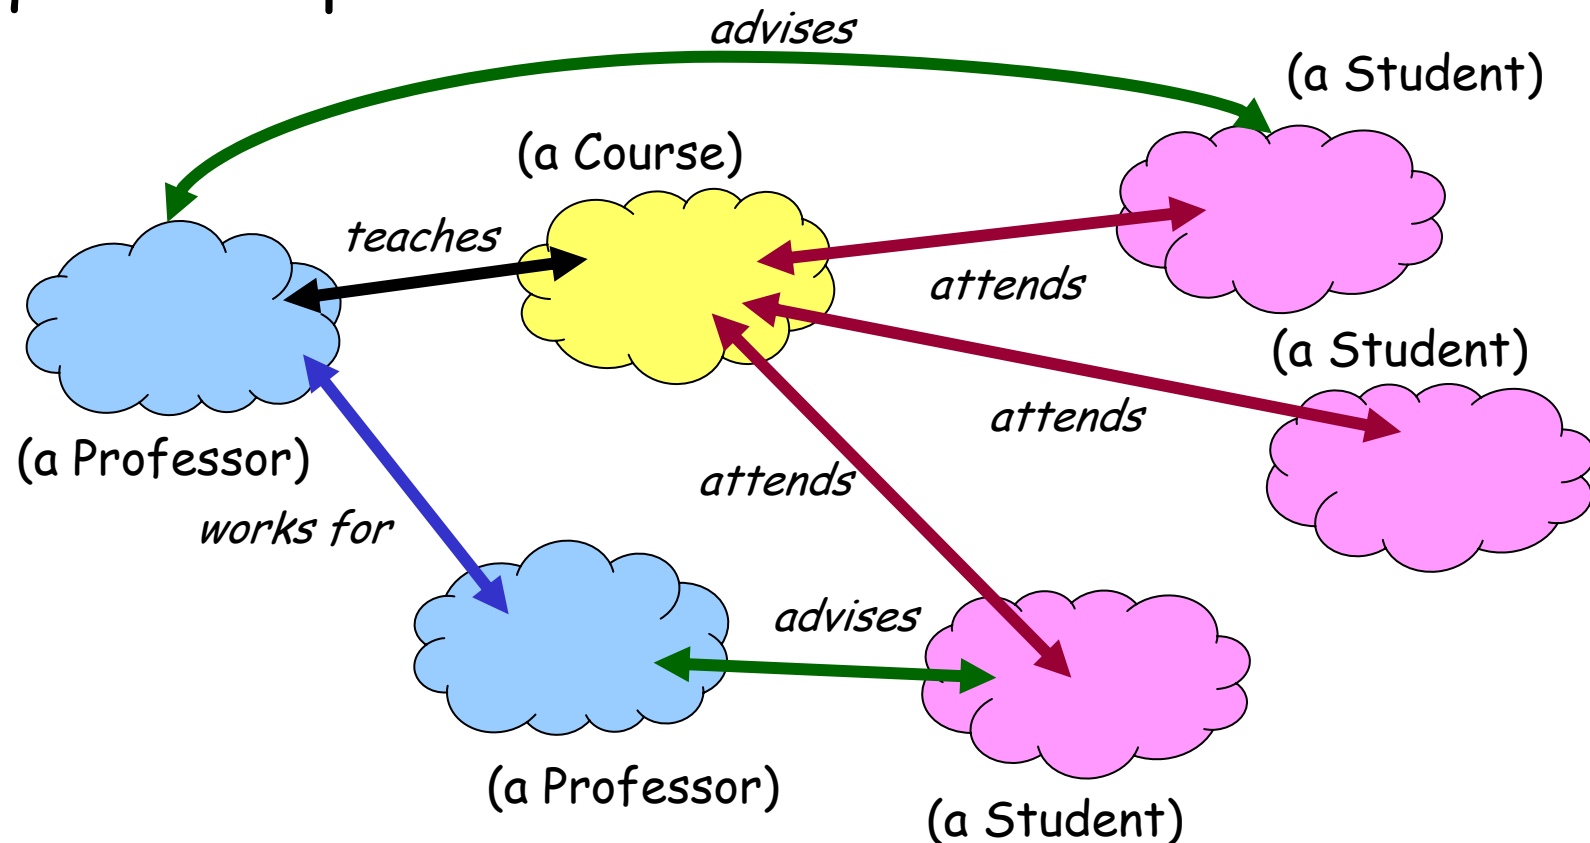 advises
(a Student)
(a Course)
teaches
attends
(a Student)
attends
(a Professor)
attends
works for
advises
(a Professor)
(a Student)